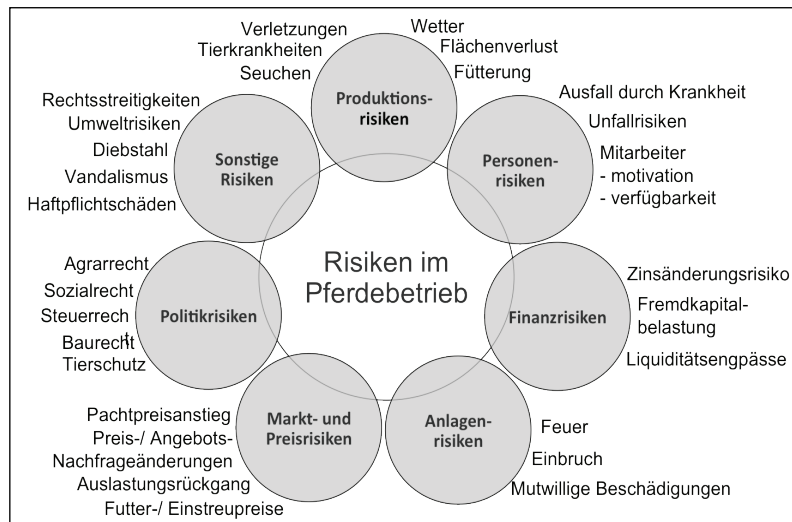 Verletzungen
Tierkrankheiten
Seuchen
Wetter
Flächenverlust
Fütterung
Produktions-
risiken
Ausfall durch Krankheit
Unfallrisiken
Mitarbeiter
- motivation
- verfügbarkeit
Personen-
risiken
Rechtsstreitigkeiten
Umweltrisiken
Diebstahl
Vandalismus
Haftpflichtschäden
Sonstige
Risiken
Risiken im
Pferdebetrieb
Agrarrecht
Sozialrecht
Steuerrech
t
Baurecht
Tierschutz
Politikrisiken
Finanzrisiken
Zinsänderungsrisiko
Fremdkapital-
belastung
Liquiditätsengpässe
Pachtpreisanstieg
Preis-/ Angebots-
Nachfrageänderungen
Auslastungsrückgang
Futter-/ Einstreupreise
Markt- und
Preisrisiken
Anlagen-
risiken
Feuer
Einbruch
Mutwillige Beschädigungen